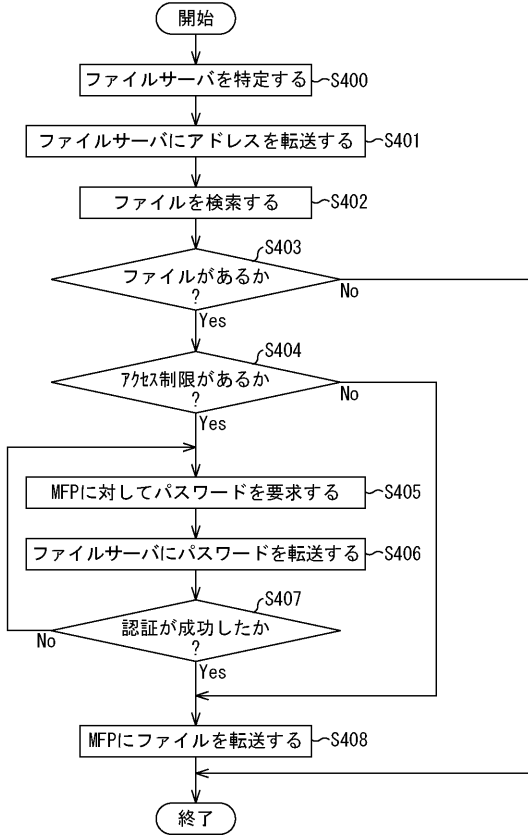 開始
ファイルサーバを特定する
S400
ファイルサーバにアドレスを転送する
S401
ファイルを検索する
S402
S403
ファイルがあるか
?
No
Yes
S404
アクセス制限があるか
?
No
Yes
MFPに対してパスワードを要求する
S405
ファイルサーバにパスワードを転送する
S406
S407
認証が成功したか
?
No
Yes
MFPにファイルを転送する
S408
終了